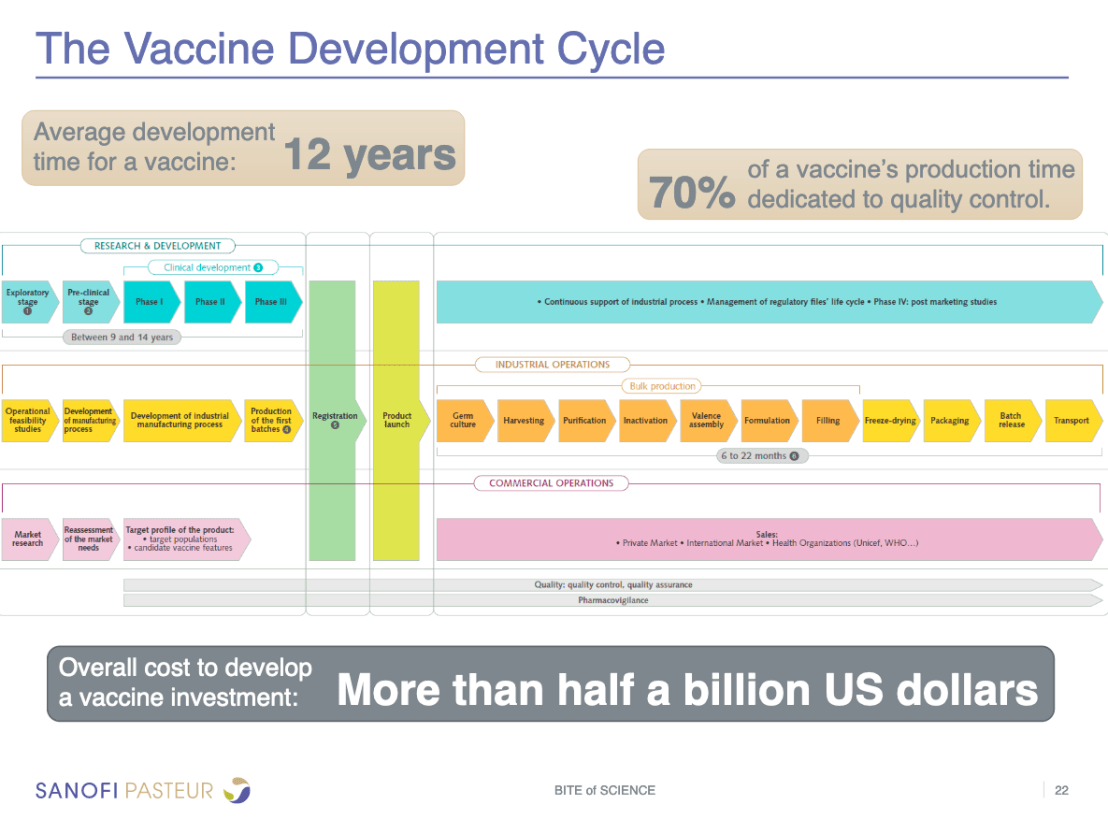 The Vaccine Development Cycle
Average development
time for a vaccine:
12 years
70%
of a vaccine’s production time
dedicated to quality control.
RESEARCH & DEVELOPMENT
Clinical development 3
Exploratory
stage
1
Pre-clinical
stage
2
Phase I
Phase II
Phase III
• Continuous support of industrial process • Management of regulatory files’ life cycle • Phase IV: post marketing studies
Between 9 and 14 years
INDUSTRIAL OPERATIONS
Bulk production
Operational
feasibility
studies
Development
of manufacturing
process
Development of industrial
manufacturing process
Production
of the first
batches 4
Registration
5
Product
launch
Germ
culture
Harvesting
Purification
Inactivation
Valence
assembly
Formulation
Filling
Freeze-drying
Packaging
Batch
release
Transport
6 to 22 months 6
COMMERCIAL OPERATIONS
Market
research
Reassessment
of the market
needs
Target profile of the product:
• target populations
• candidate vaccine features
Sales:
• Private Market • International Market • Health Organizations (Unicef, WHO...)
Quality: quality control, quality assurance
Pharmacovigilance
Overall cost to develop
a vaccine investment:
More than half a billion US dollars
SANOFI PASTEUR
BITE of SCIENCE
22